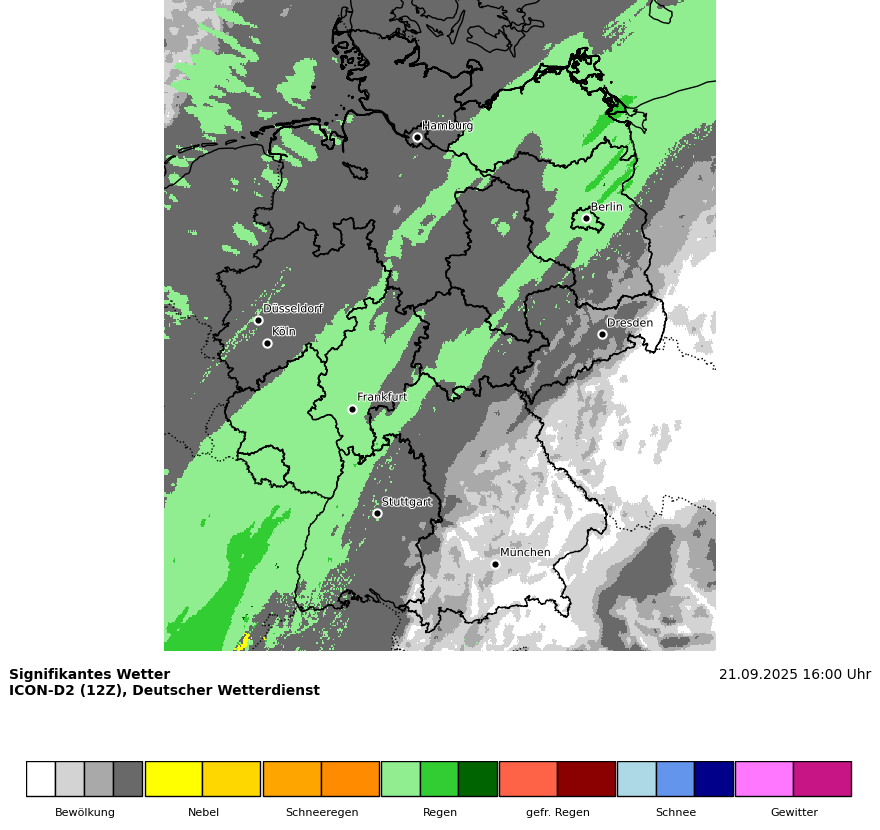 Hamburg
Berlin
Düsseldorf
Köln
Dresden
Frankfurt
Stuttgart
München
Signifikantes Wetter
21.09.2025 16:00 Uhr
ICON-D2 (12Z), Deutscher Wetterdienst
Bewölkung Nebel Schneeregen Regen gefr. Regen Schnee Gewitter